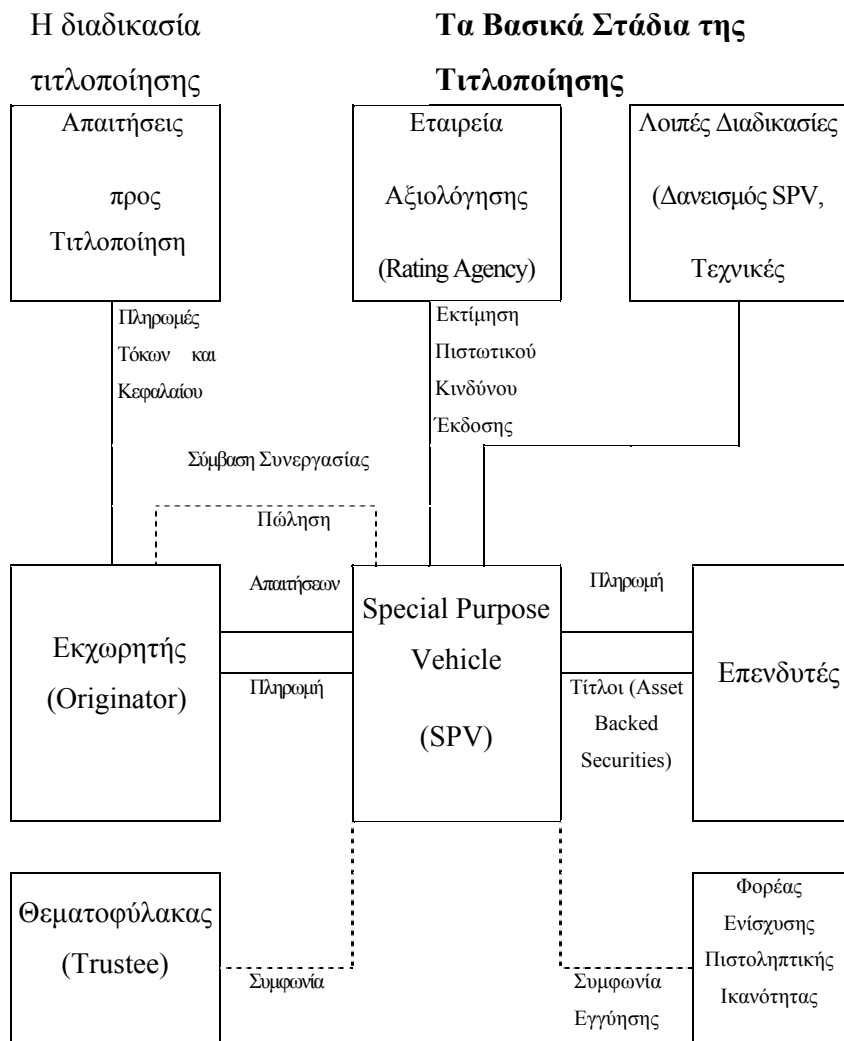 Η διαδικασία
τιτλοποίησης
Τα Βασικά Στάδια της
Τιτλοποίησης
Απαιτήσεις
προς
Τιτλοποίηση
Εταιρεία
Αξιολόγησης
(Rating Agency)
Λοιπές Διαδικασίες
(Δανεισμός SPV,
Τεχνικές
Πληρωμές
Τόκων και
Κεφαλαίου
Εκτίμηση
Πιστωτικού
Κινδύνου
Έκδοσης
Σύμβαση Συνεργασίας
Πώληση
Απαιτήσεων
Πληρωμή
Εκχωρητής
(Originator)
Πληρωμή
Special Purpose
Vehicle
(SPV)
Τίτλοι (Asset
Backed
Securities)
Επενδυτές
Θεματοφύλακας
(Trustee)
Συμφωνία
Συμφωνία
Εγγύησης
Φορέας
Ενίσχυσης
Πιστοληπτικής
Ικανότητας